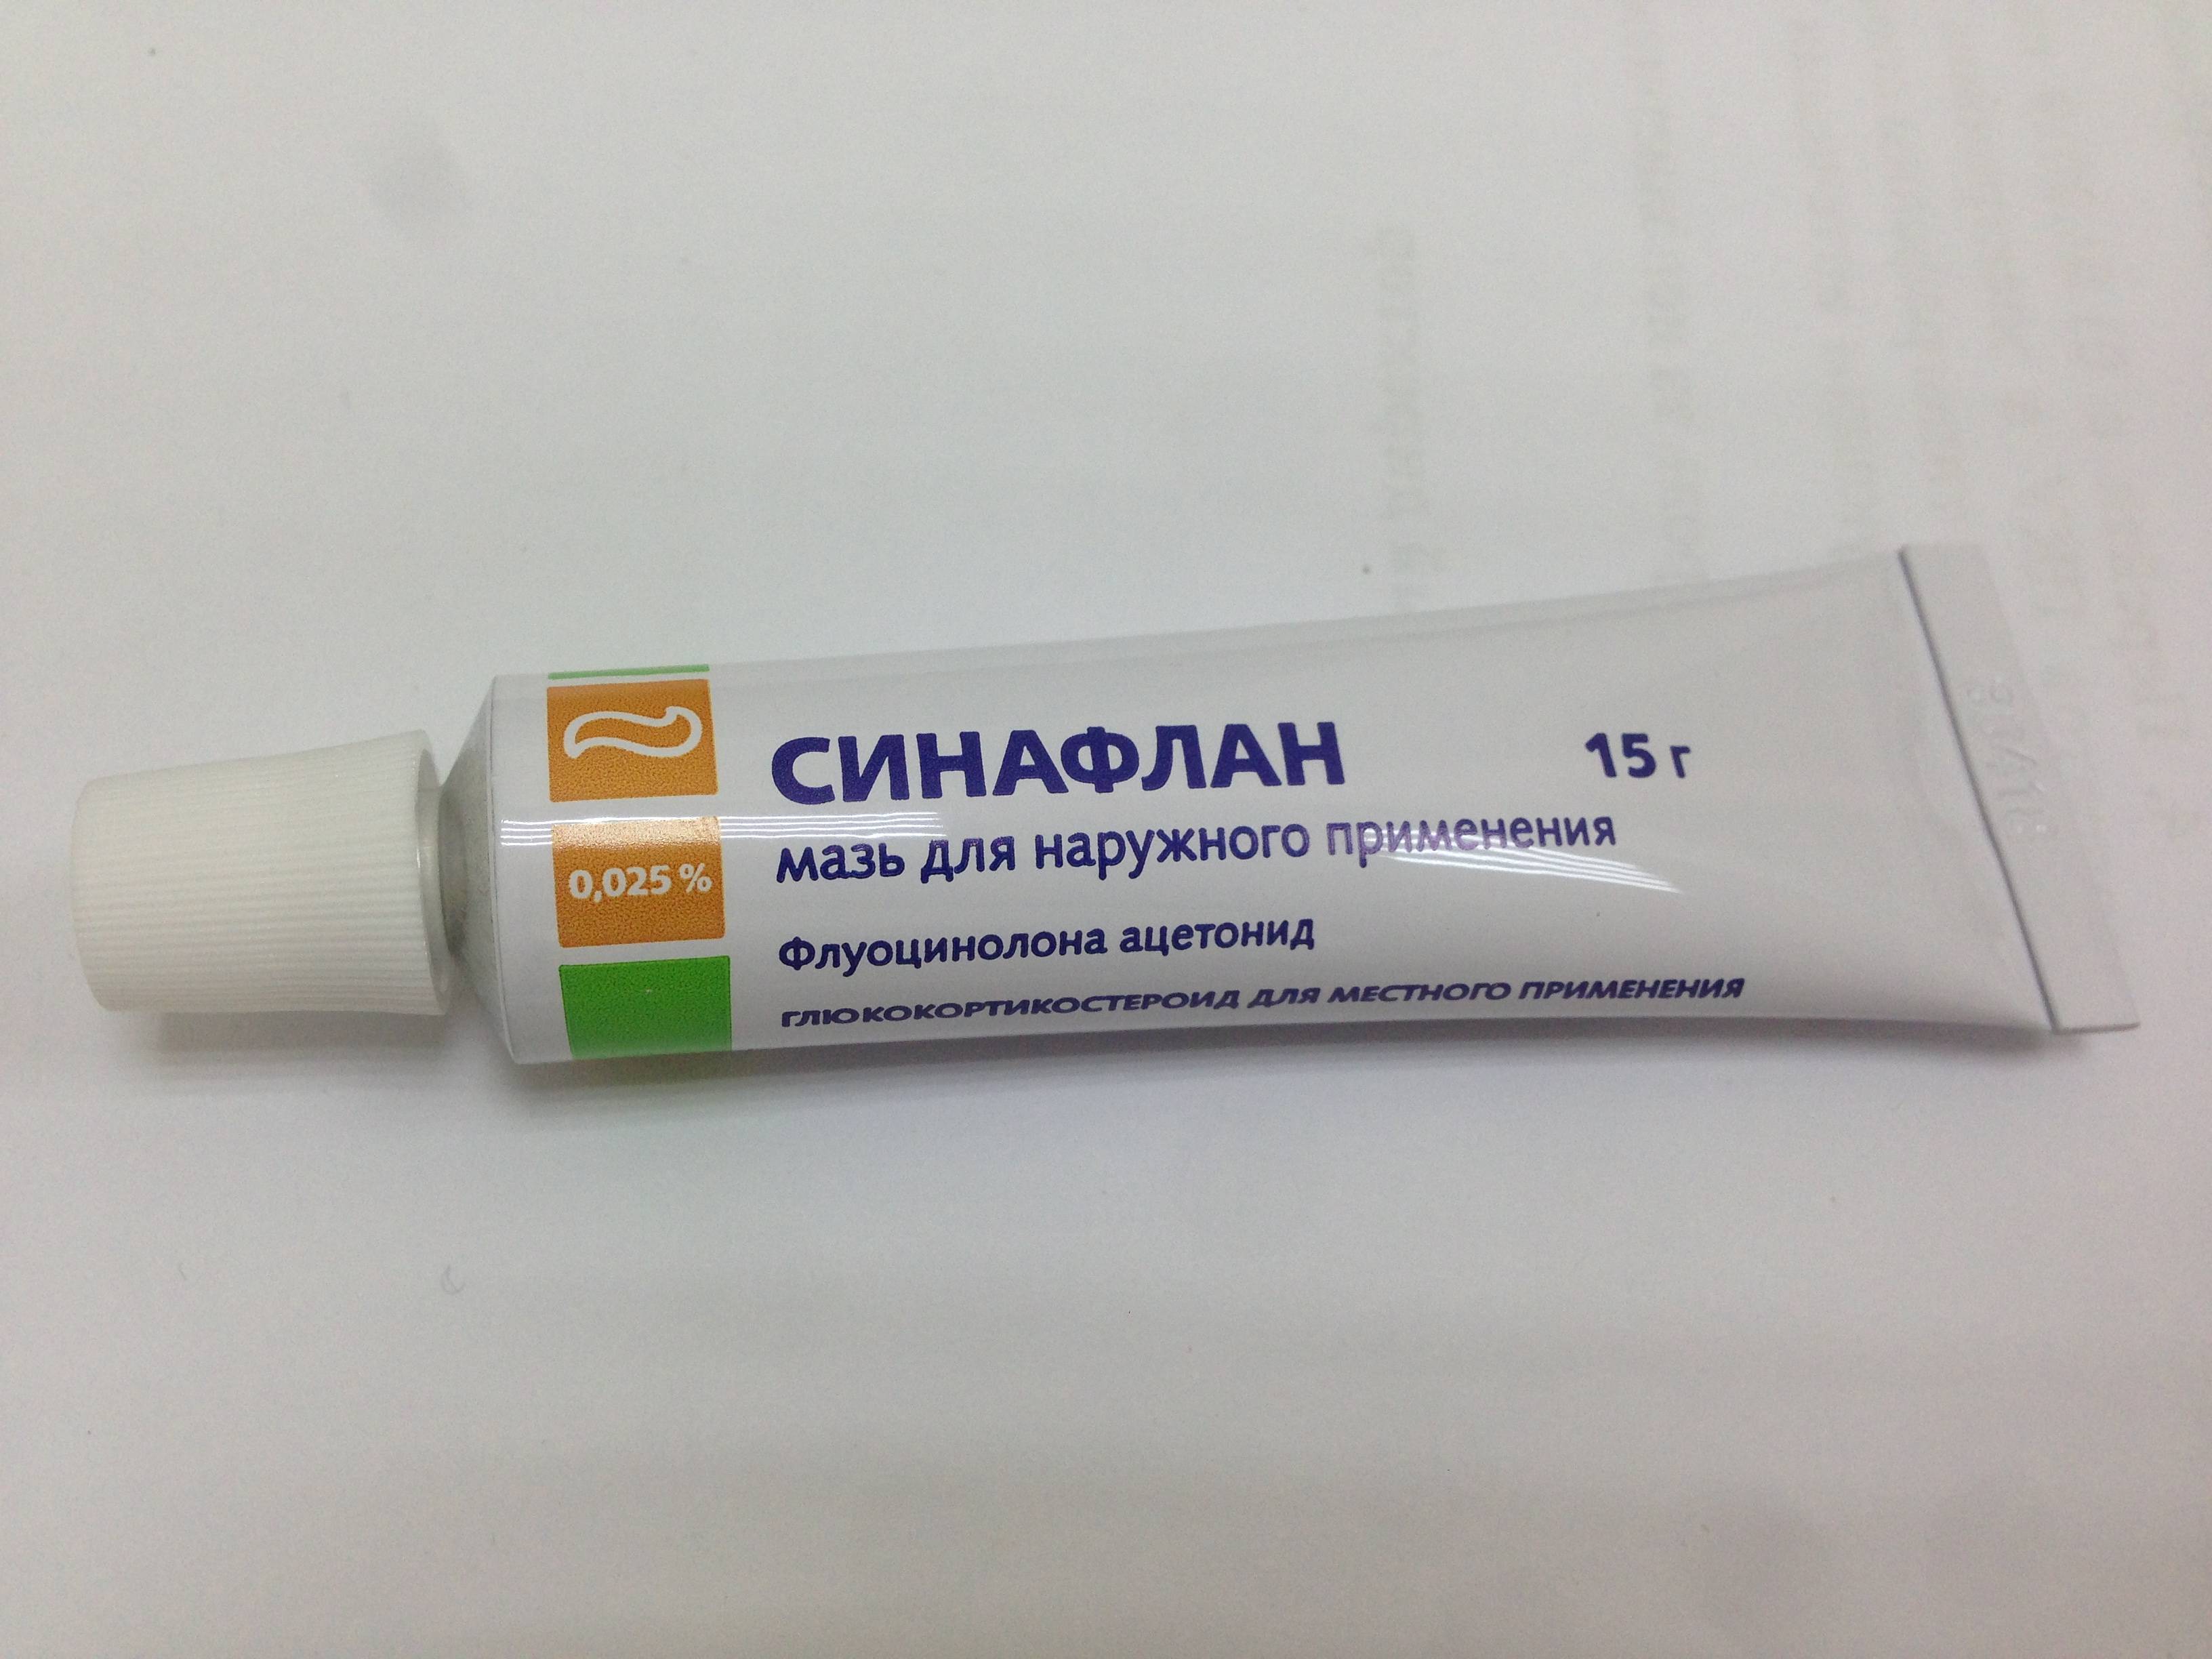 СИНАФЛАН
15 г
мазь для наружного применения
0,025 %
Флуоцинолона ацетонид
ГЛЮКОКОРТИКОСТЕРОИД ДЛЯ МЕСТНОГО ПРИМЕНЕНИЯ